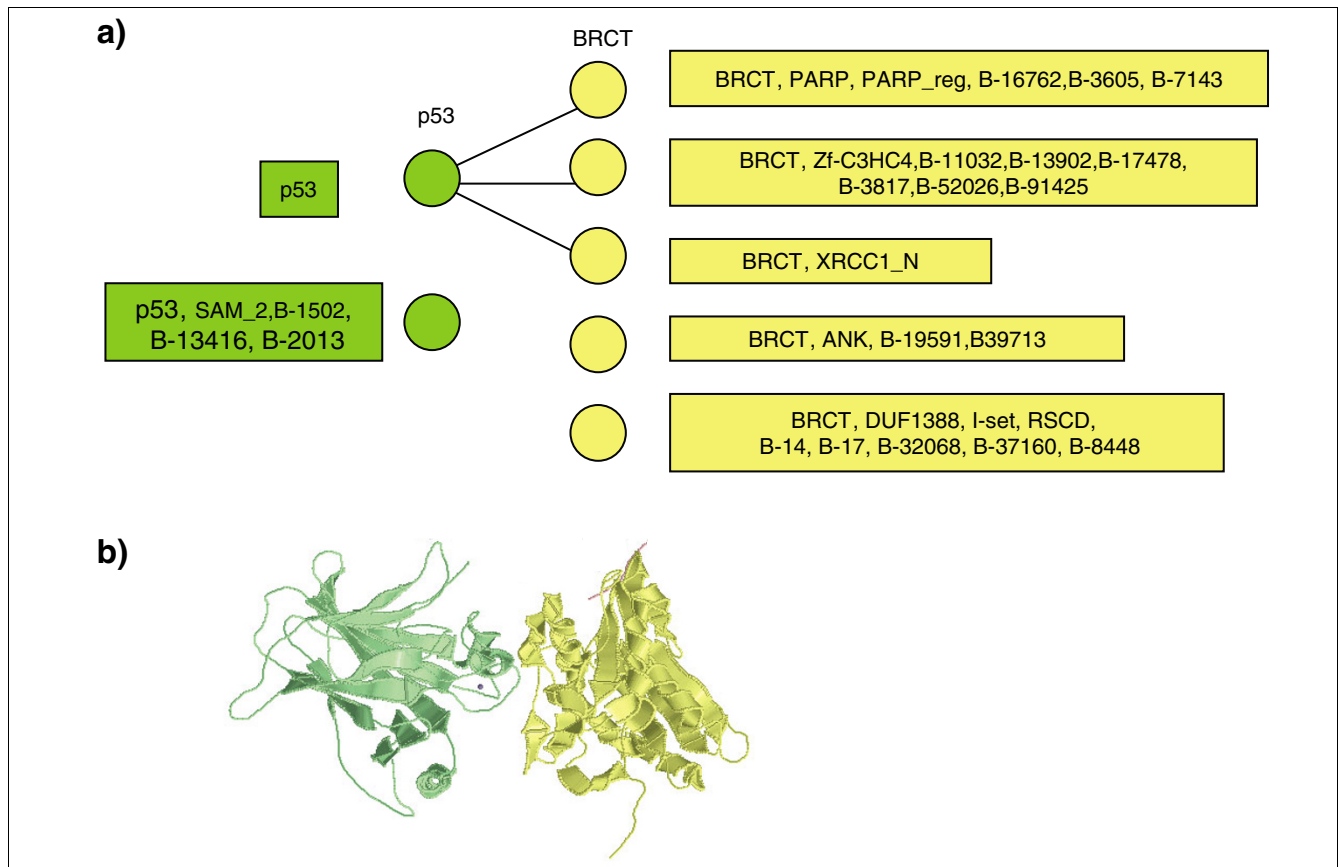 a)
BRCT
BRCT, PARP, PARP_reg, B-16762,B-3605, B-7143
p53
p53
BRCT, Zf-C3HC4,B-11032,B-13902,B-17478,
B-3817,B-52026,B-91425
BRCT, XRCC1_N
p53, SAM_2,B-1502,
B-13416, B-2013
BRCT, ANK, B-19591,B39713
BRCT, DUF1388, I-set, RSCD,
B-14, B-17, B-32068, B-37160, B-8448
b)